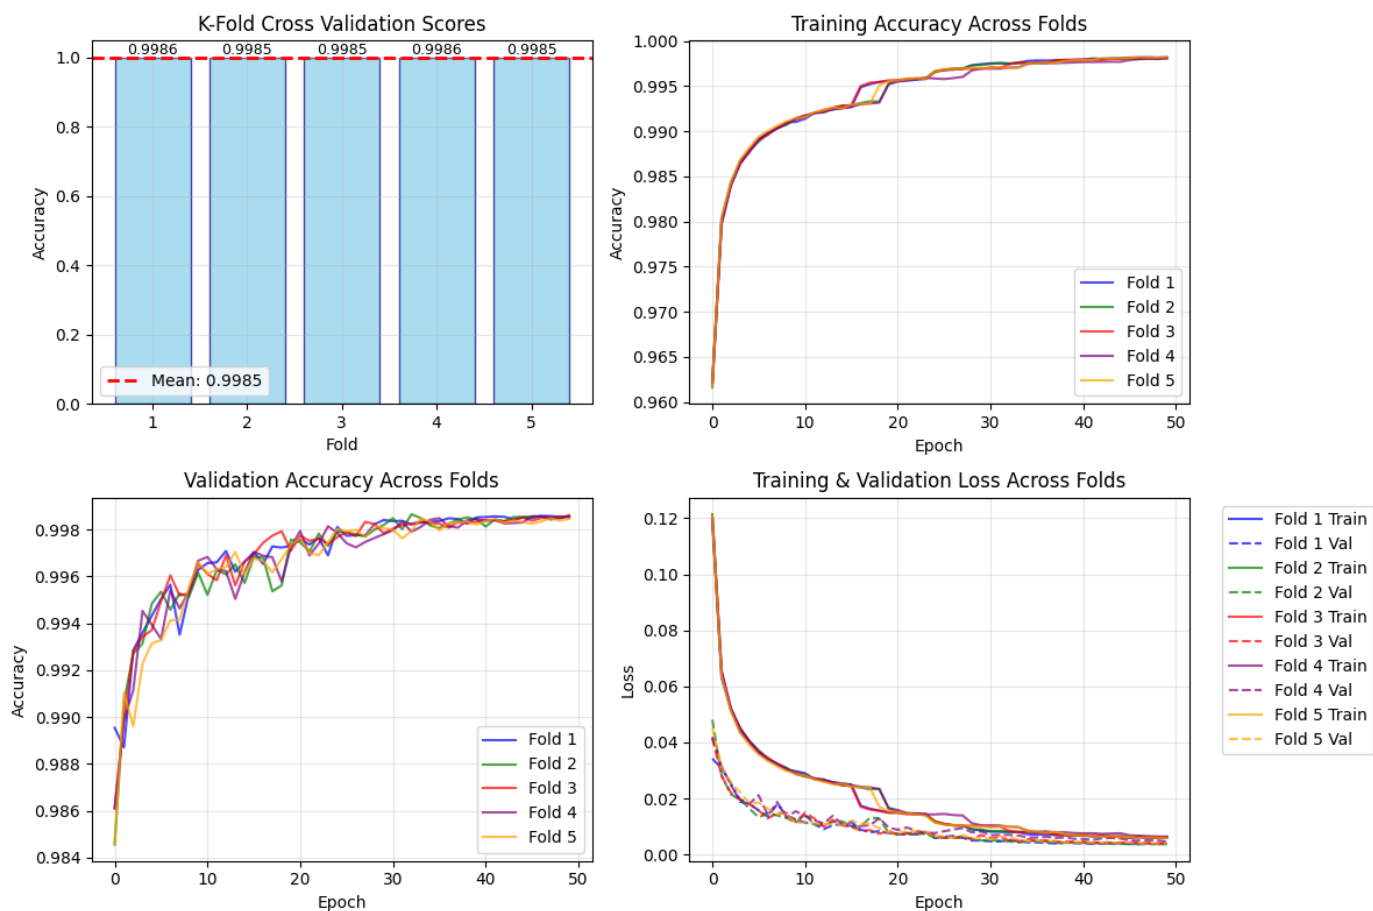 K-Fold Cross Validation Scores
0.9986 0.9985 0.9985 0.9986 0.9985
1.0
0.8
0.6
0.4
0.2
0.0
Accuracy
Mean: 0.9985
1 2 3 4 5
Fold
Training Accuracy Across Folds
1.000
0.995
0.990
0.985
0.980
0.975
0.970
0.965
0.960
Accuracy
Fold 1
Fold 2
Fold 3
Fold 4
Fold 5
0 10 20 30 40 50
Epoch
Validation Accuracy Across Folds
0.998
0.996
0.994
0.992
0.990
0.988
0.986
0.984
Accuracy
Fold 1
Fold 2
Fold 3
Fold 4
Fold 5
0 10 20 30 40 50
Epoch
Training & Validation Loss Across Folds
0.12
0.10
0.08
0.06
0.04
0.02
0.00
Loss
0 10 20 30 40 50
Epoch
Fold 1 Train
Fold 1 Val
Fold 2 Train
Fold 2 Val
Fold 3 Train
Fold 3 Val
Fold 4 Train
Fold 4 Val
Fold 5 Train
Fold 5 Val